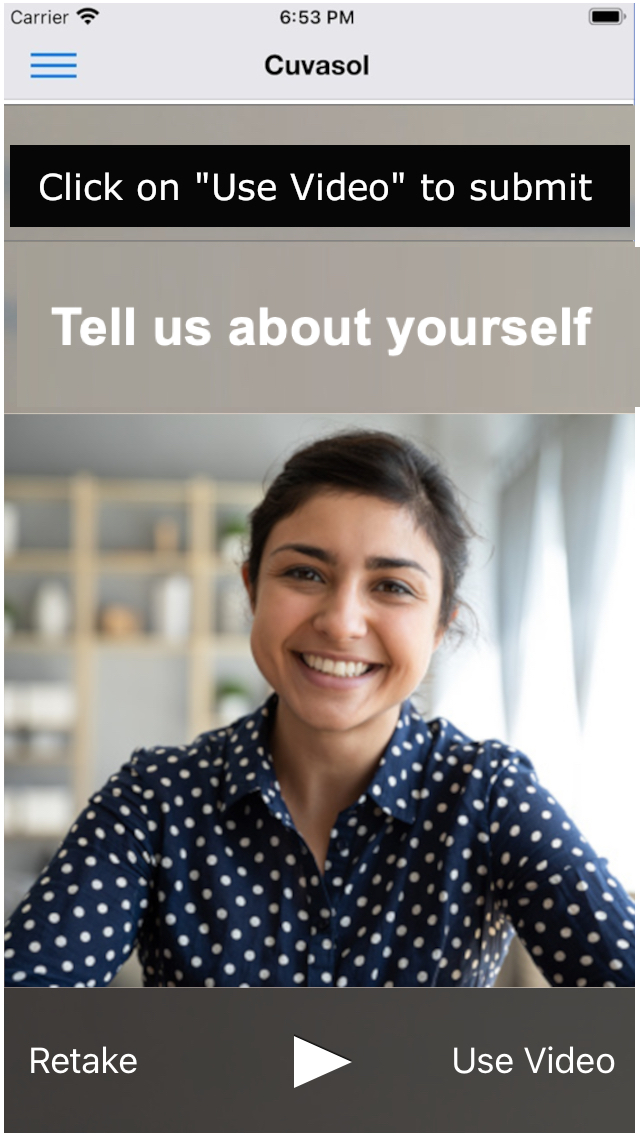 Carrier 6:53 PM
Cuvasol
Click on "Use Video" to submit
Tell us about yourself
Retake Use Video